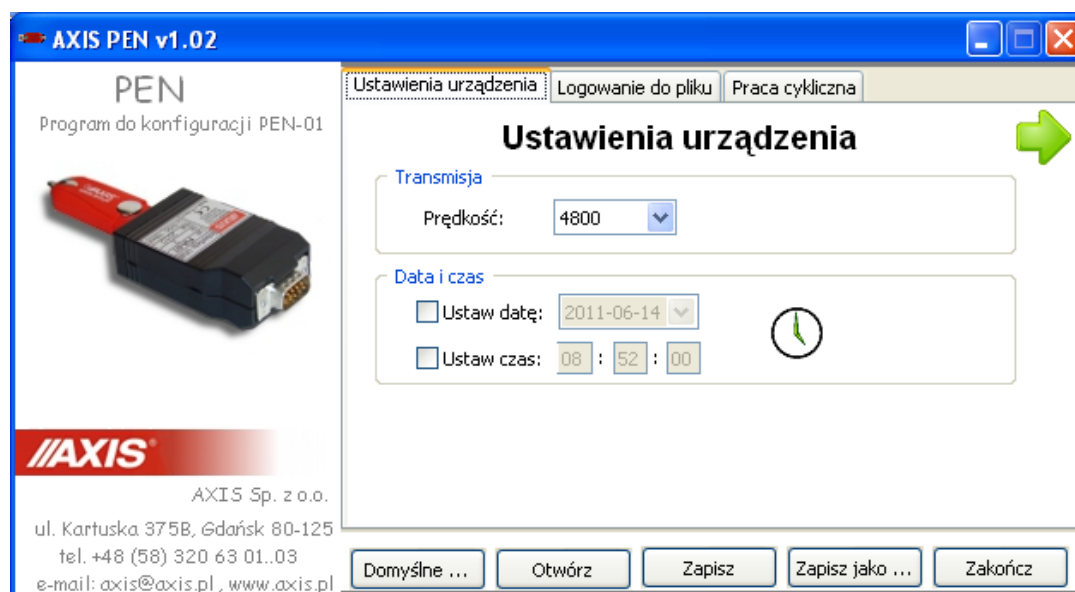 AXIS PEN v1.02
PEN
Program do konfiguracji PEN-01
AXIS
AXIS Sp. z o.o.
ul. Kartuska 375B, Gdańsk 80-125
tel. +48 (58) 320 63 01..03
e-mail: axis@axis.pl , www.axis.pl
Ustawienia urządzenia Logowanie do pliku Praca cykliczna
Ustawienia urządzenia
Transmisja
Prędkość: 4800
Data i czas
Ustaw datę: 2011-06-14
Ustaw czas: 08 : 52 : 00
Domyślne ... Otwórz Zapisz Zapisz jako ... Zakończ